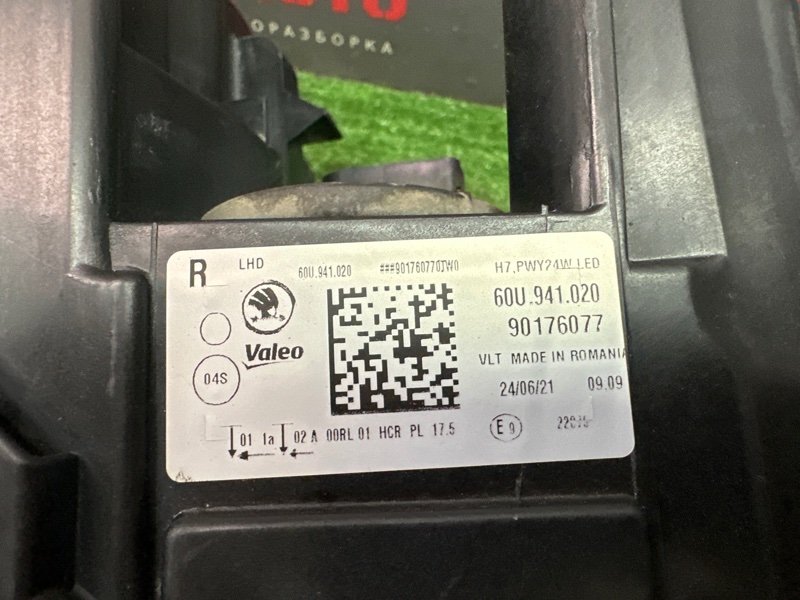 ОРАЗБОРКА
R LHD 60U.941.020 ###901760770JW0 H7,PWY24W,LED
60U.941.020
90176077
Valeo
VLT MADE IN ROMANIA
04S
24/06/21 09.09
01 1a 02 A 00RL 01 HCR PL 17.5 E9